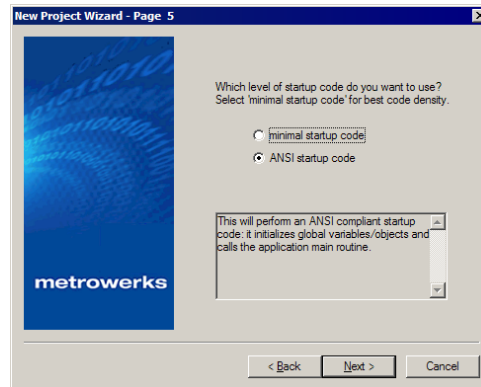 New Project Wizard - Page 5
Which level of startup code do you want to use?
Select 'minimal startup code' for best code density.
minimal startup code
ANSI startup code
This will perform an ANSI compliant startup
code: it initializes global variables/objects and
calls the application main routine.
metrowerks
< Back
Next >
Cancel